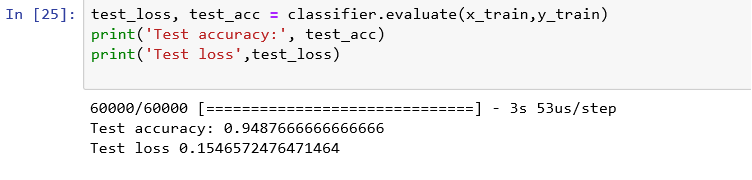 In [25]: test_loss, test_acc = classifier.evaluate(x_train,y_train)
print('Test accuracy:', test_acc)
print('Test loss',test_loss)
60000/60000 [==============================] - 3s 53us/step
Test accuracy: 0.9487666666666666
Test loss 0.1546572476471464